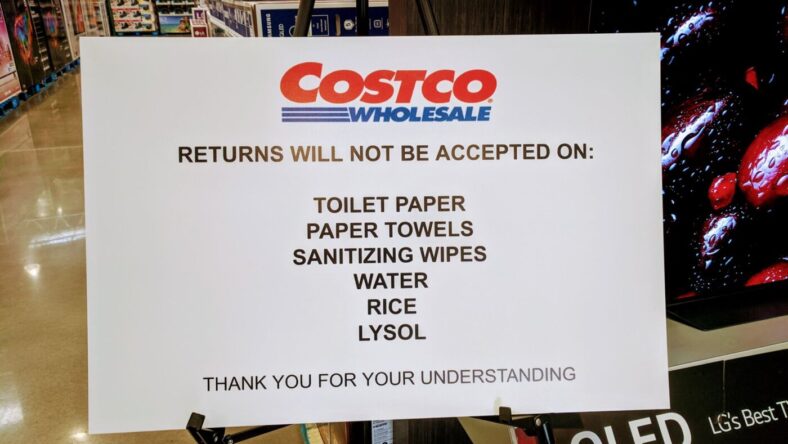 SAMSUNG
COSTCO
WHOLESALE
RETURNS WILL NOT BE ACCEPTED ON:
TOILET PAPER
PAPER TOWELS
SANITIZING WIPES
WATER
RICE
LYSOL
THANK YOU FOR YOUR UNDERSTANDING
OLED
LG's Best T